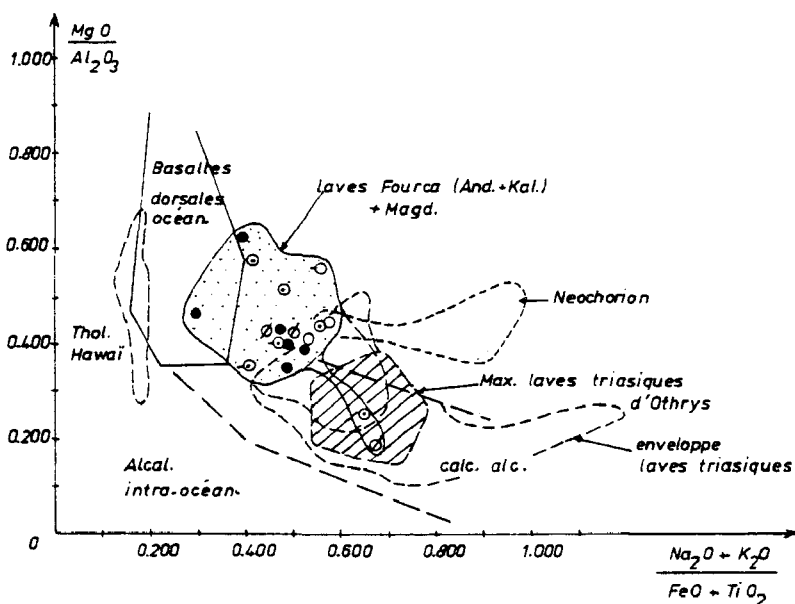 MgO
Al2O3
1.000
0.800
0.600
0.400
0.200
0
Basaltes
dorsales
océan.
laves Fourca (And.+Kal.)
+ Magd.
Neochorion
Thol.
Hawaï
Max. laves triasiques
d'Othrys
enveloppe
laves triasiques
calc. alc.
Alcal.
intra-océan.
0.200
0.400
0.600
0.800
1.000
Na2O + K2O
FeO + TiO2